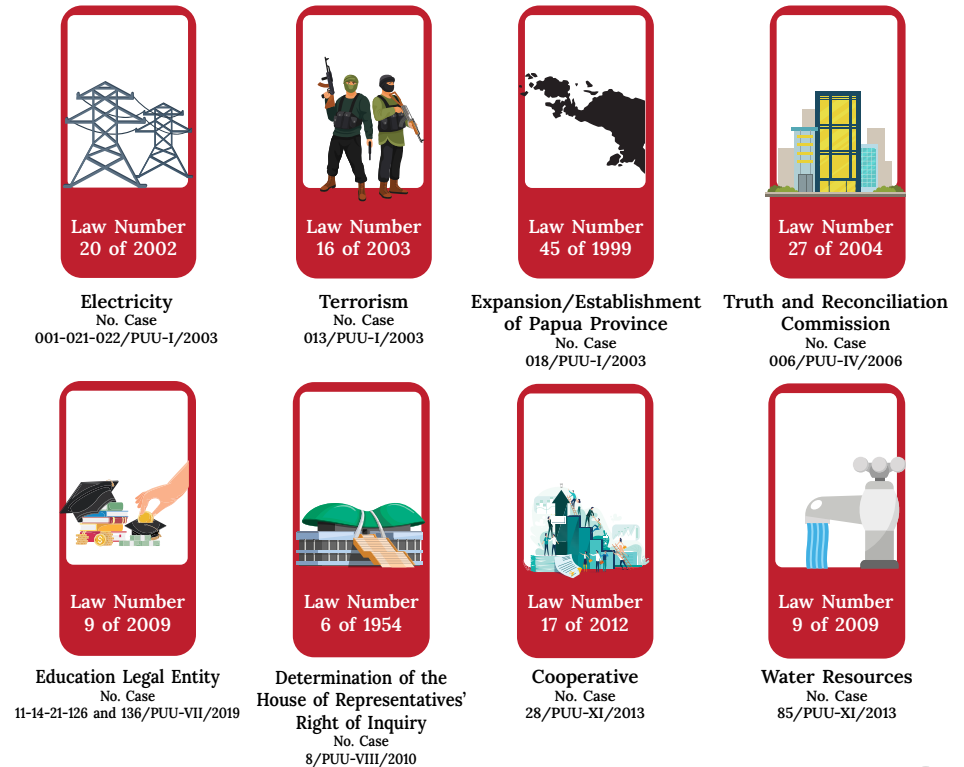 Law Number
20 of 2002
Electricity
No. Case
001-021-022/PUU-I/2003
Law Number
16 of 2003
Terrorism
No. Case
013/PUU-I/2003
Law Number
45 of 1999
Expansion/Establishment
of Papua Province
No. Case
018/PUU-I/2003
Law Number
27 of 2004
Truth and Reconciliation
Commission
No. Case
006/PUU-IV/2006
Law Number
9 of 2009
Education Legal Entity
No. Case
11-14-21-126 and 136/PUU-VII/2019
Law Number
6 of 1954
Determination of the
House of Representatives’
Right of Inquiry
No. Case
8/PUU-VIII/2010
Law Number
17 of 2012
Cooperative
No. Case
28/PUU-XI/2013
Law Number
9 of 2009
Water Resources
No. Case
85/PUU-XI/2013